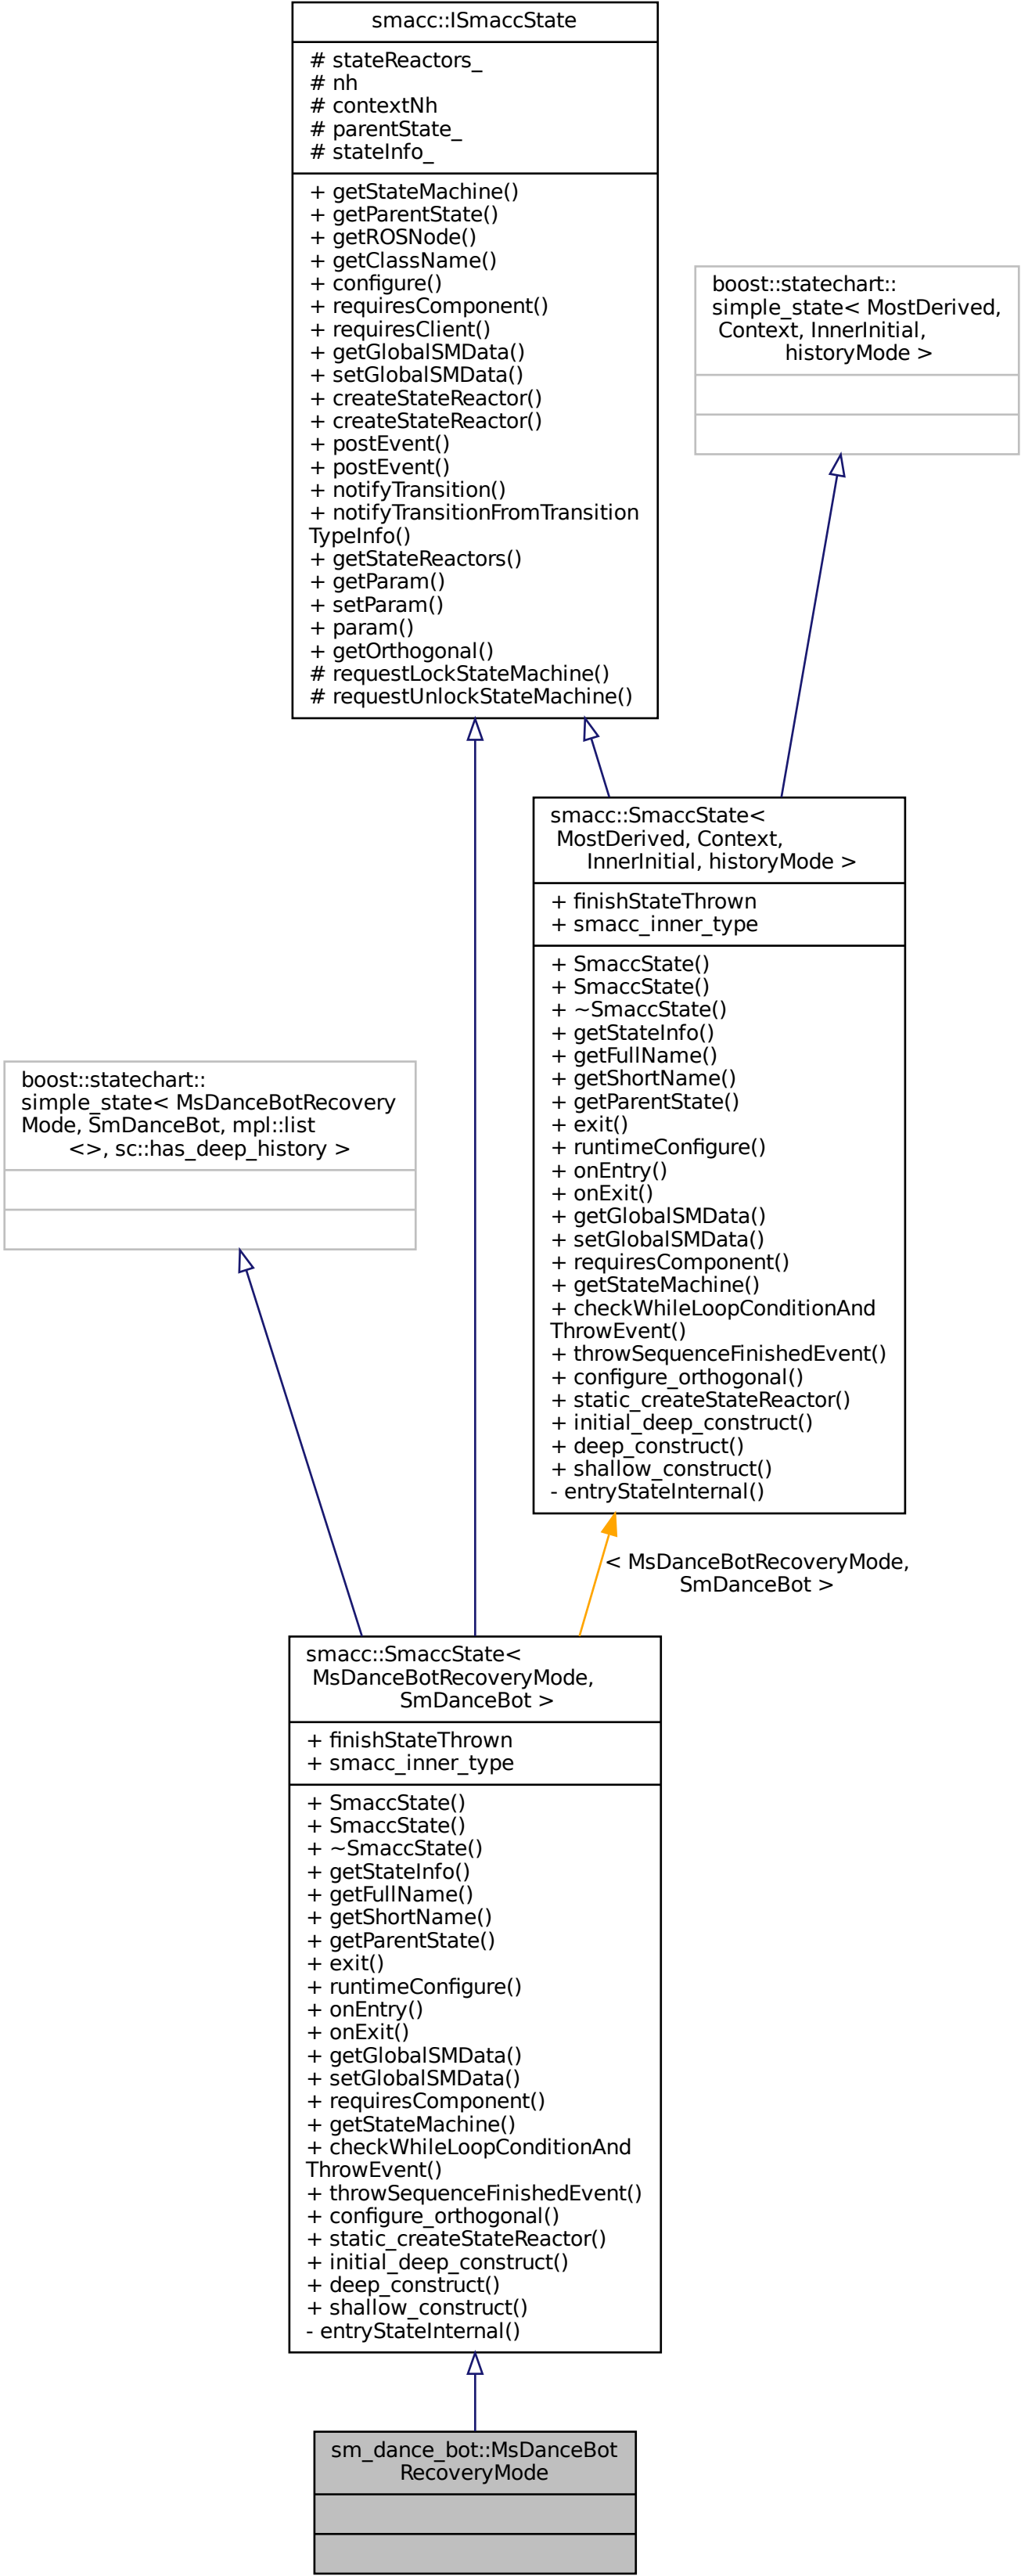 smacc::ISmaccState
# stateReactors_
# nh
# contextNh
# parentState_
# stateInfo_
+ getStateMachine()
+ getParentState()
+ getROSNode()
+ getClassName()
+ configure()
+ requiresComponent()
+ requiresClient()
+ getGlobalSMData()
+ setGlobalSMData()
+ createStateReactor()
+ createStateReactor()
+ postEvent()
+ postEvent()
+ notifyTransition()
+ notifyTransitionFromTransition
TypeInfo()
+ getStateReactors()
+ getParam()
+ setParam()
+ param()
+ getOrthogonal()
# requestLockStateMachine()
# requestUnlockStateMachine()
boost::statechart::
simple_state< MostDerived,
Context, InnerInitial,
historyMode >
smacc::SmaccState<
MostDerived, Context,
InnerInitial, historyMode >
+ finishStateThrown
+ smacc_inner_type
+ SmaccState()
+ SmaccState()
+ ~SmaccState()
+ getStateInfo()
+ getFullName()
+ getShortName()
+ getParentState()
+ exit()
+ runtimeConfigure()
+ onEntry()
+ onExit()
+ getGlobalSMData()
+ setGlobalSMData()
+ requiresComponent()
+ getStateMachine()
+ checkWhileLoopConditionAnd
ThrowEvent()
+ throwSequenceFinishedEvent()
+ configure_orthogonal()
+ static_createStateReactor()
+ initial_deep_construct()
+ deep_construct()
+ shallow_construct()
- entryStateInternal()
boost::statechart::
simple_state< MsDanceBotRecovery
Mode, SmDanceBot, mpl::list
<>, sc::has_deep_history >
< MsDanceBotRecoveryMode,
SmDanceBot >
smacc::SmaccState<
MsDanceBotRecoveryMode,
SmDanceBot >
+ finishStateThrown
+ smacc_inner_type
+ SmaccState()
+ SmaccState()
+ ~SmaccState()
+ getStateInfo()
+ getFullName()
+ getShortName()
+ getParentState()
+ exit()
+ runtimeConfigure()
+ onEntry()
+ onExit()
+ getGlobalSMData()
+ setGlobalSMData()
+ requiresComponent()
+ getStateMachine()
+ checkWhileLoopConditionAnd
ThrowEvent()
+ throwSequenceFinishedEvent()
+ configure_orthogonal()
+ static_createStateReactor()
+ initial_deep_construct()
+ deep_construct()
+ shallow_construct()
- entryStateInternal()
sm_dance_bot::MsDanceBot
RecoveryMode